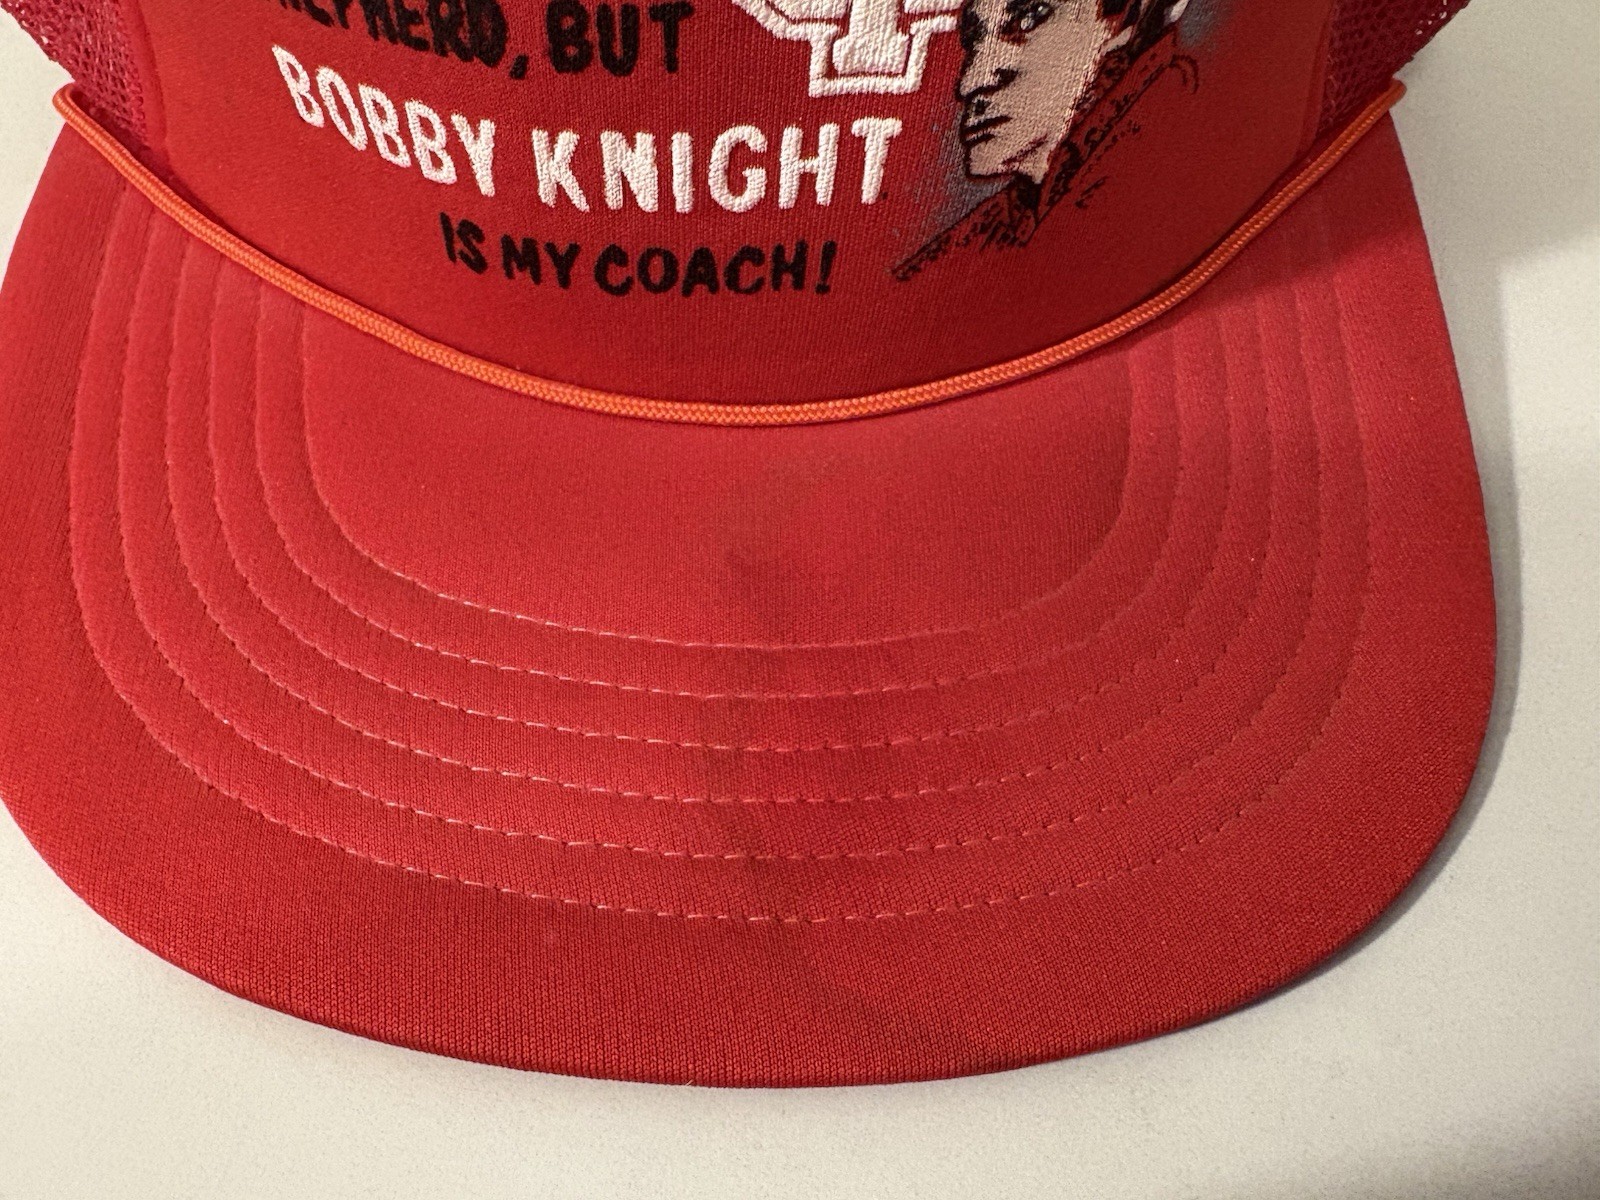 SHEPHERD, BUT
BOBBY KNIGHT
IS MY COACH!